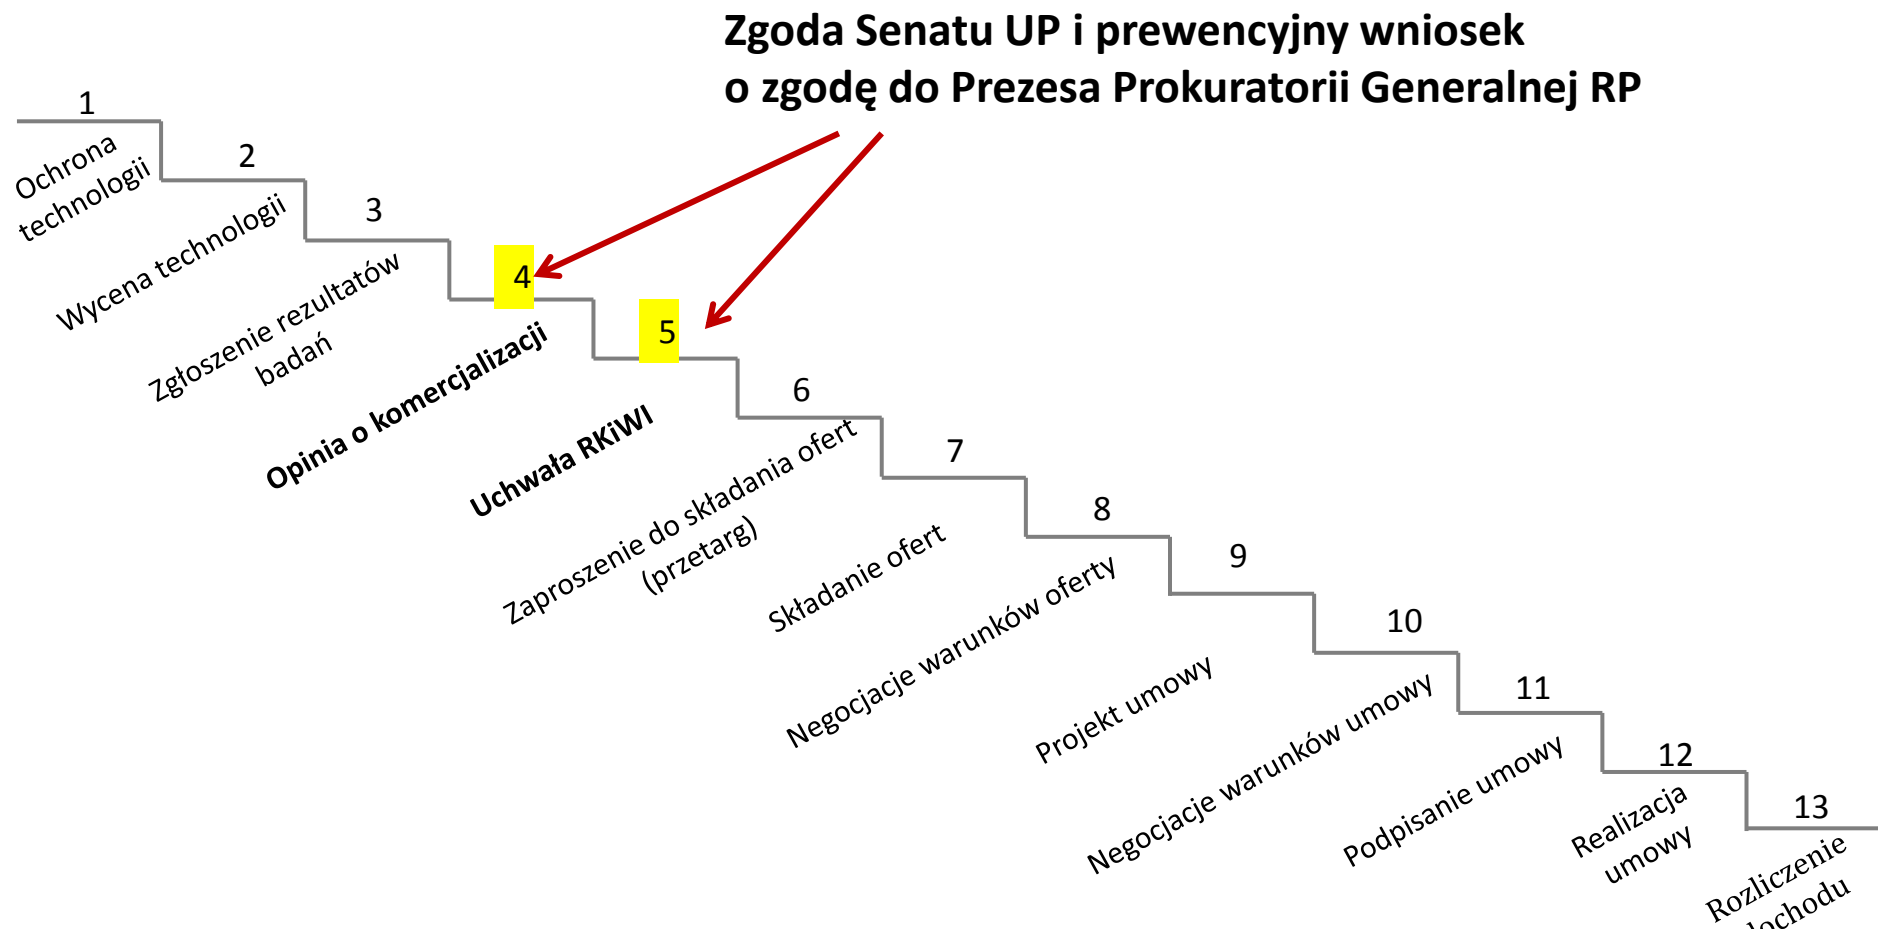 Zgoda Senatu UP i prewencyjny wniosek
o zgodę do Prezesa Prokuratorii Generalnej RP
1
Ochrona
technologii
2
Wycena technologii
3
Zgłoszenie rezultatów
badań
4
Opinia o komercjalizacji
5
Uchwała RKiWI
6
Zaproszenie do składania ofert
(przetarg)
7
Składanie ofert
8
Negocjacje warunków oferty
9
Projekt umowy
10
Negocjacje warunków umowy
11
Podpisanie umowy
12
Realizacja
umowy
13
Rozliczenie
dochodu